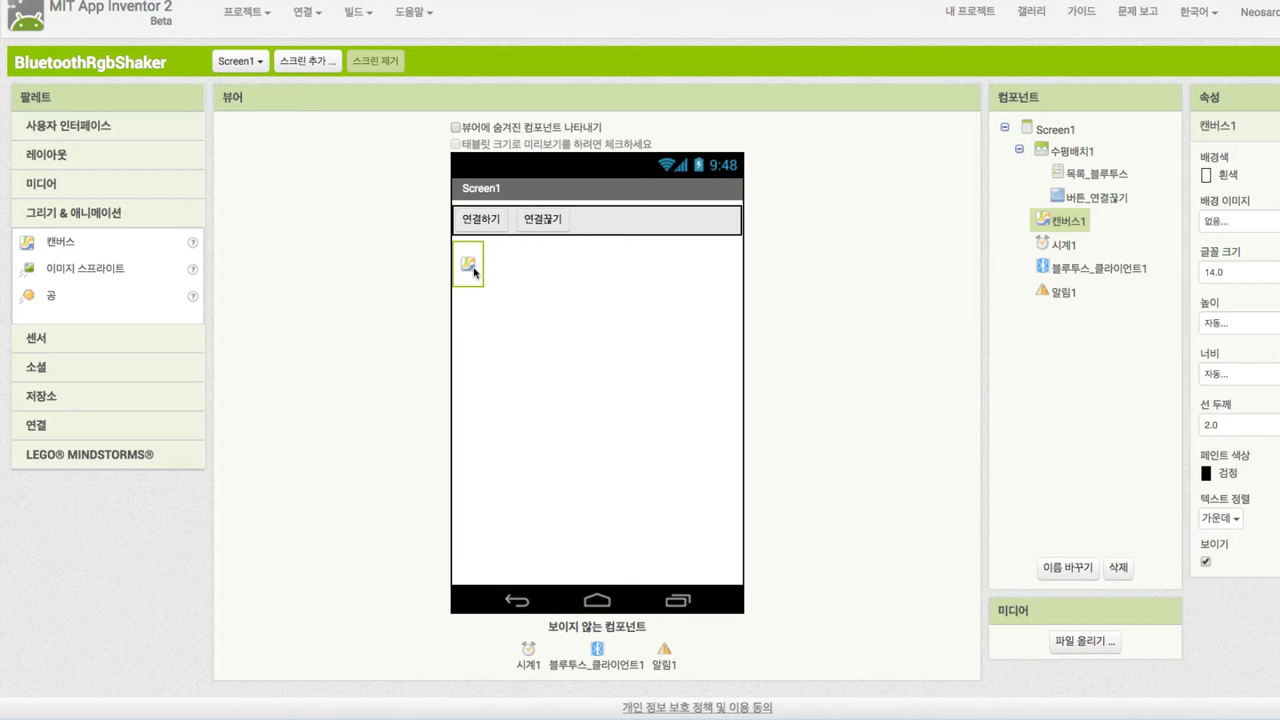 MIT App Inventor 2
Beta
프로젝트 연결 빌드 도움말
내 프로젝트 갤러리 가이드 문제 보고 한국어
BluetoothRgbShaker
Screen1 스크린 추가 ... 스크린 제거
팔레트
사용자 인터페이스
레이아웃
미디어
그리기 & 애니메이션
캔버스 ?
이미지 스프라이트 ?
공 ?
센서
소셜
저장소
연결
LEGO® MINDSTORMS®
뷰어
뷰어에 숨겨진 컴포넌트 나타내기
태블릿 크기로 미리보기를 하려면 체크하세요
9:48
Screen1
연결하기 연결끊기
보이지 않는 컴포넌트
시계1 블루투스_클라이언트1 알림1
컴포넌트
Screen1
수평배치1
목록_블루투스
버튼_연결끊기
캔버스1
시계1
블루투스_클라이언트1
알림1
이름 바꾸기 삭제
미디어
파일 올리기 ...
속성
캔버스1
배경색
흰색
배경 이미지
없음...
글꼴 크기
14.0
높이
자동...
너비
자동...
선 두께
2.0
페인트 색상
검정
텍스트 정렬
가운데
보이기
개인 정보 보호 정책 및 이용 동의